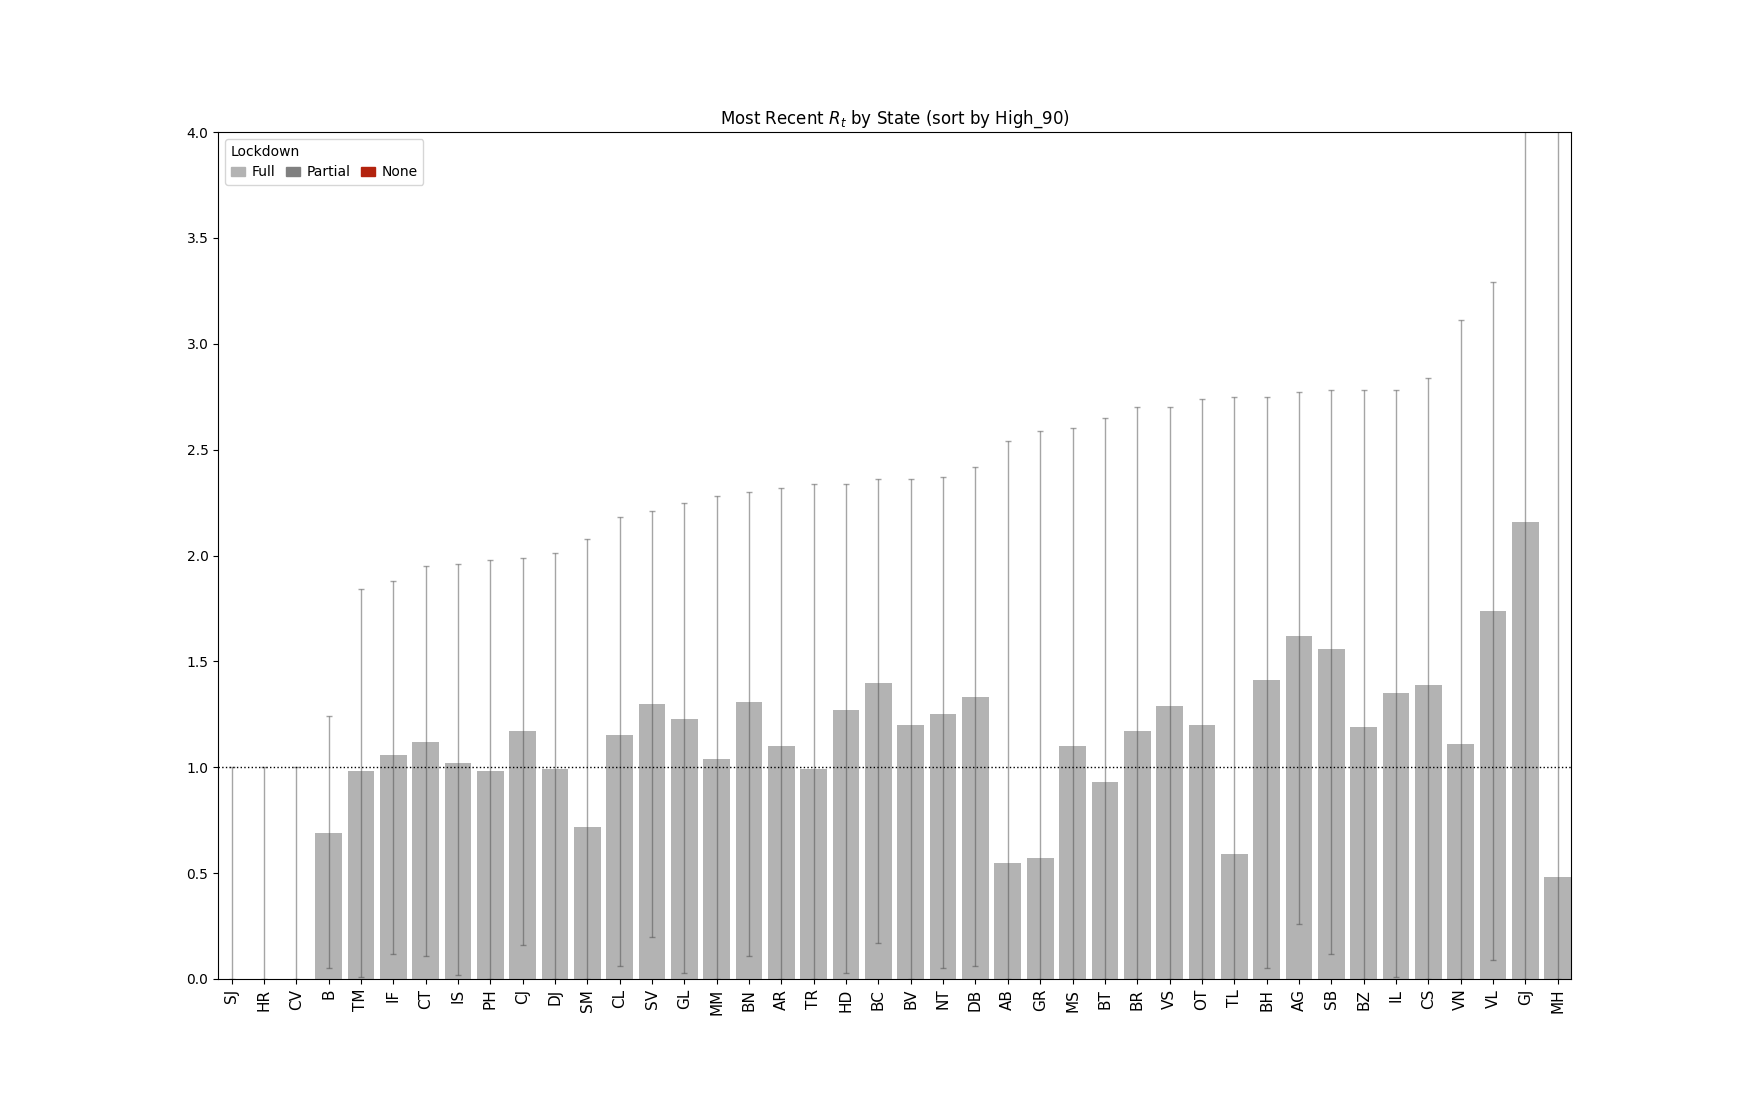 Most Recent R_t by State (sort by High_90)
Lockdown
Full Partial None
4.0
3.5
3.0
2.5
2.0
1.5
1.0
0.5
0.0
SJ HR CV B TM IF CT IS PH CJ DJ SM CL SV GL MM BN AR TR HD BC BV NT DB AB GR MS BT BR VS OT TL BH AG SB BZ IL CS VN VL GJ MH